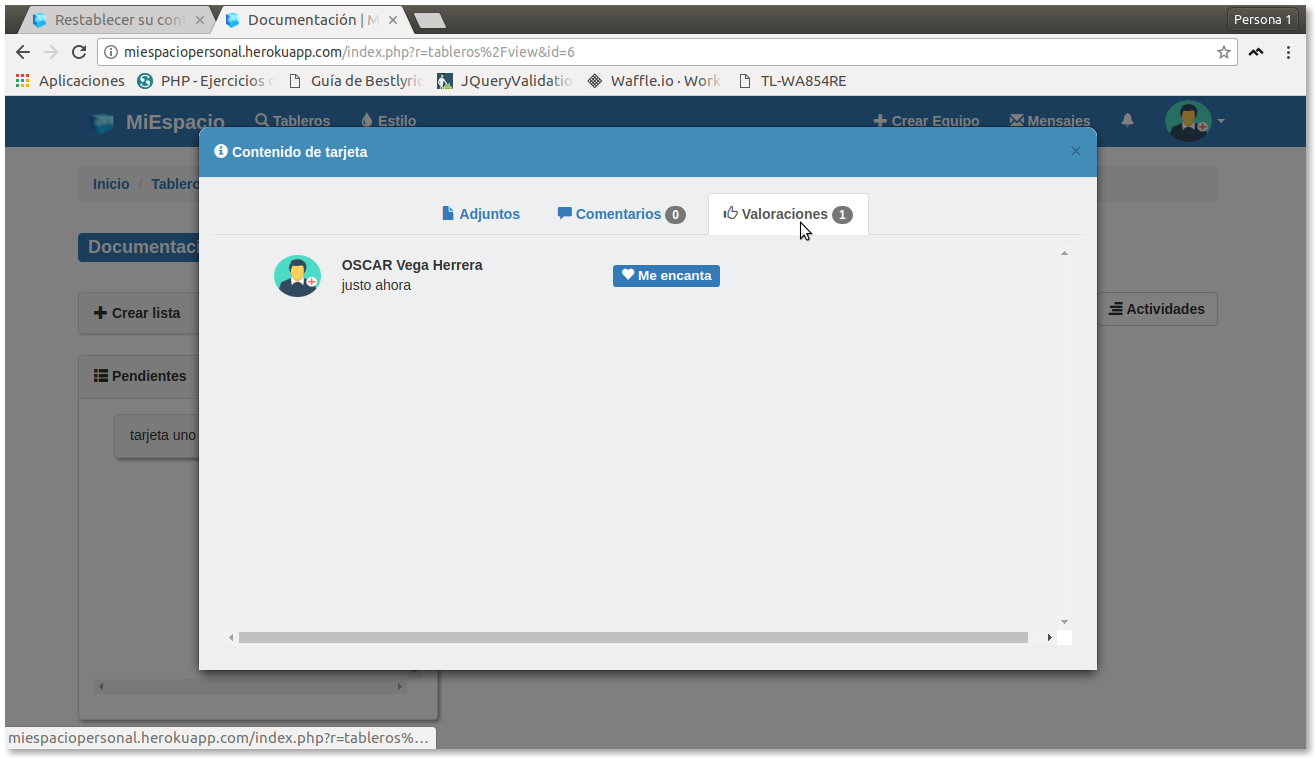 Restablecer su con
Documentación | M
Persona 1
miespaciopersonal.herokuapp.com/index.php?r=tableros%2Fview&id=6
Aplicaciones
PHP - Ejercicios
Guía de Bestlyric
JQueryValidatio
Waffle.io · Work
TL-WA854RE
MiEspacio
Tableros
Estilo
Crear Equipo
Mensajes
Contenido de tarjeta
×
Inicio / Tablero
Adjuntos
Comentarios 0
Valoraciones 1
Documentaci
OSCAR Vega Herrera
justo ahora
Me encanta
Crear lista
Actividades
Pendientes
tarjeta uno
miespaciopersonal.herokuapp.com/index.php?r=tableros%...